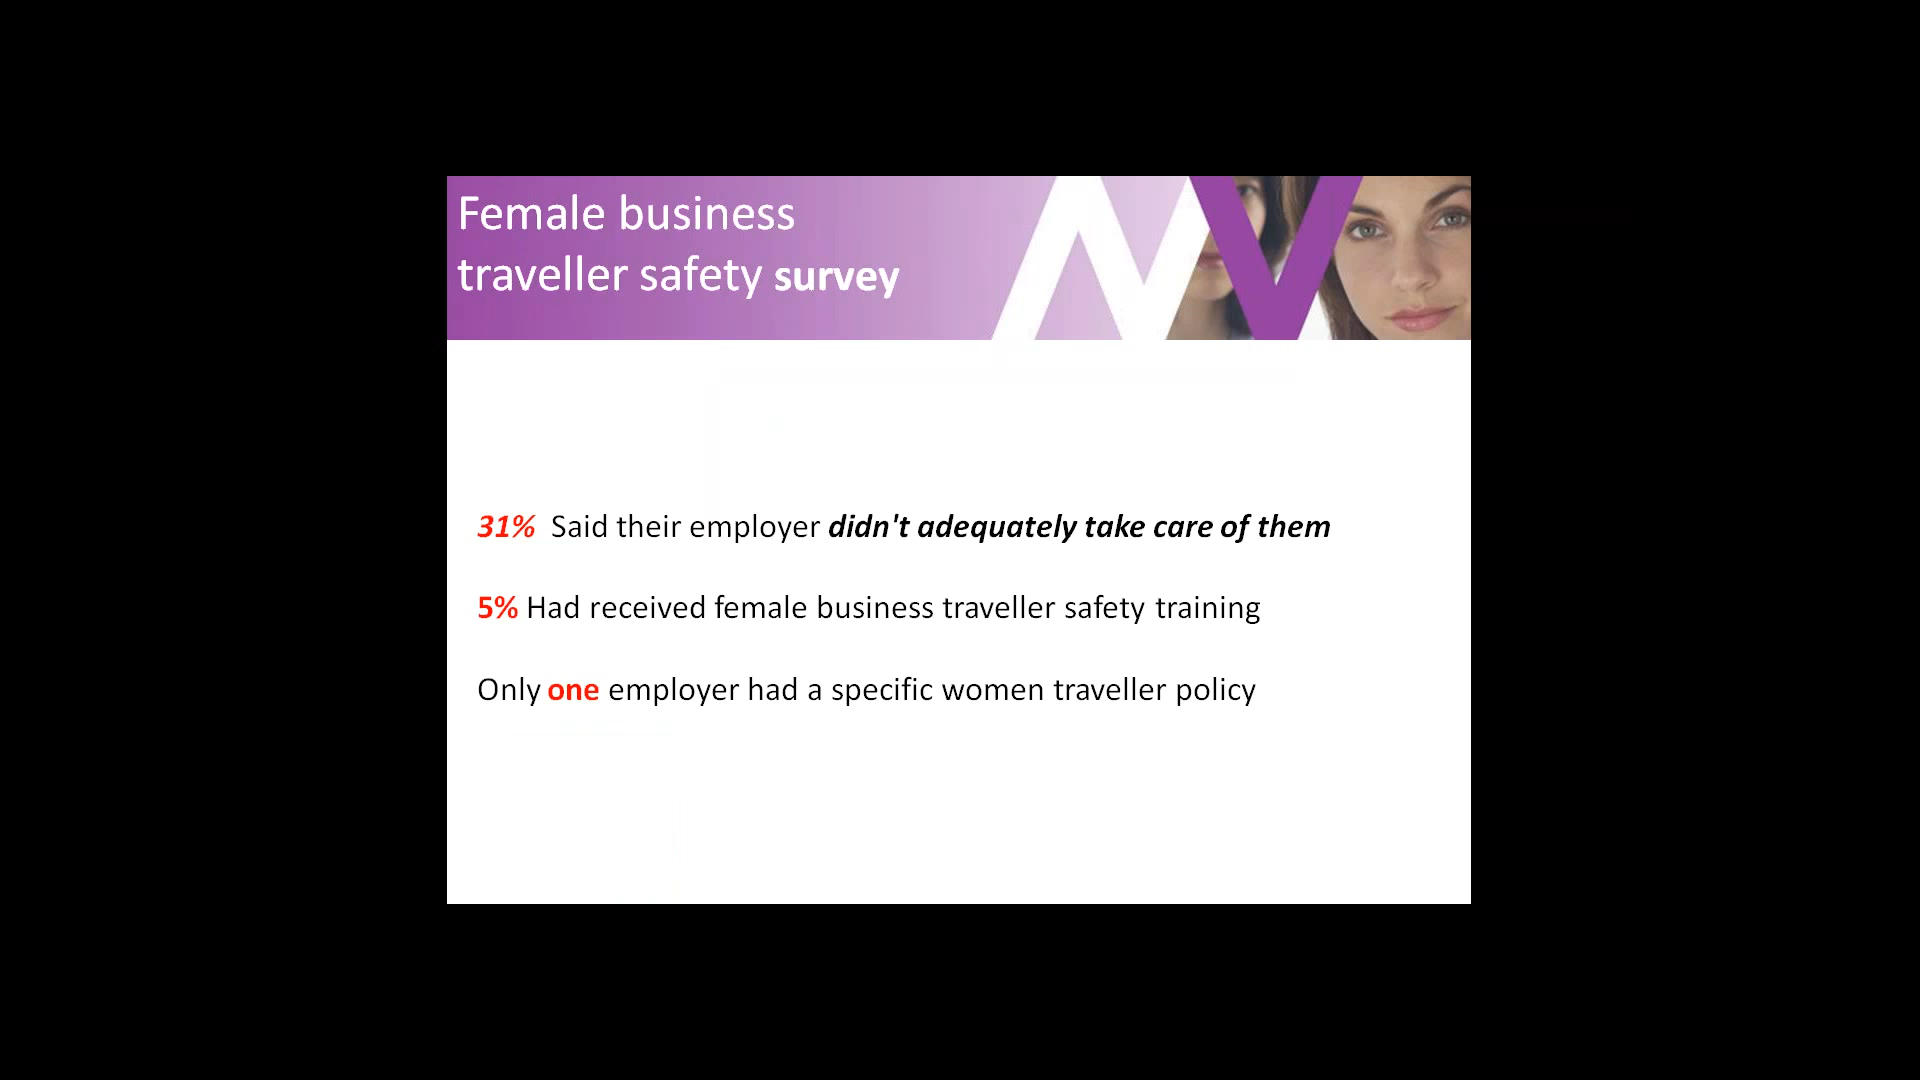 Female business
traveller safety survey
31% Said their employer didn't adequately take care of them
5% Had received female business traveller safety training
Only one employer had a specific women traveller policy